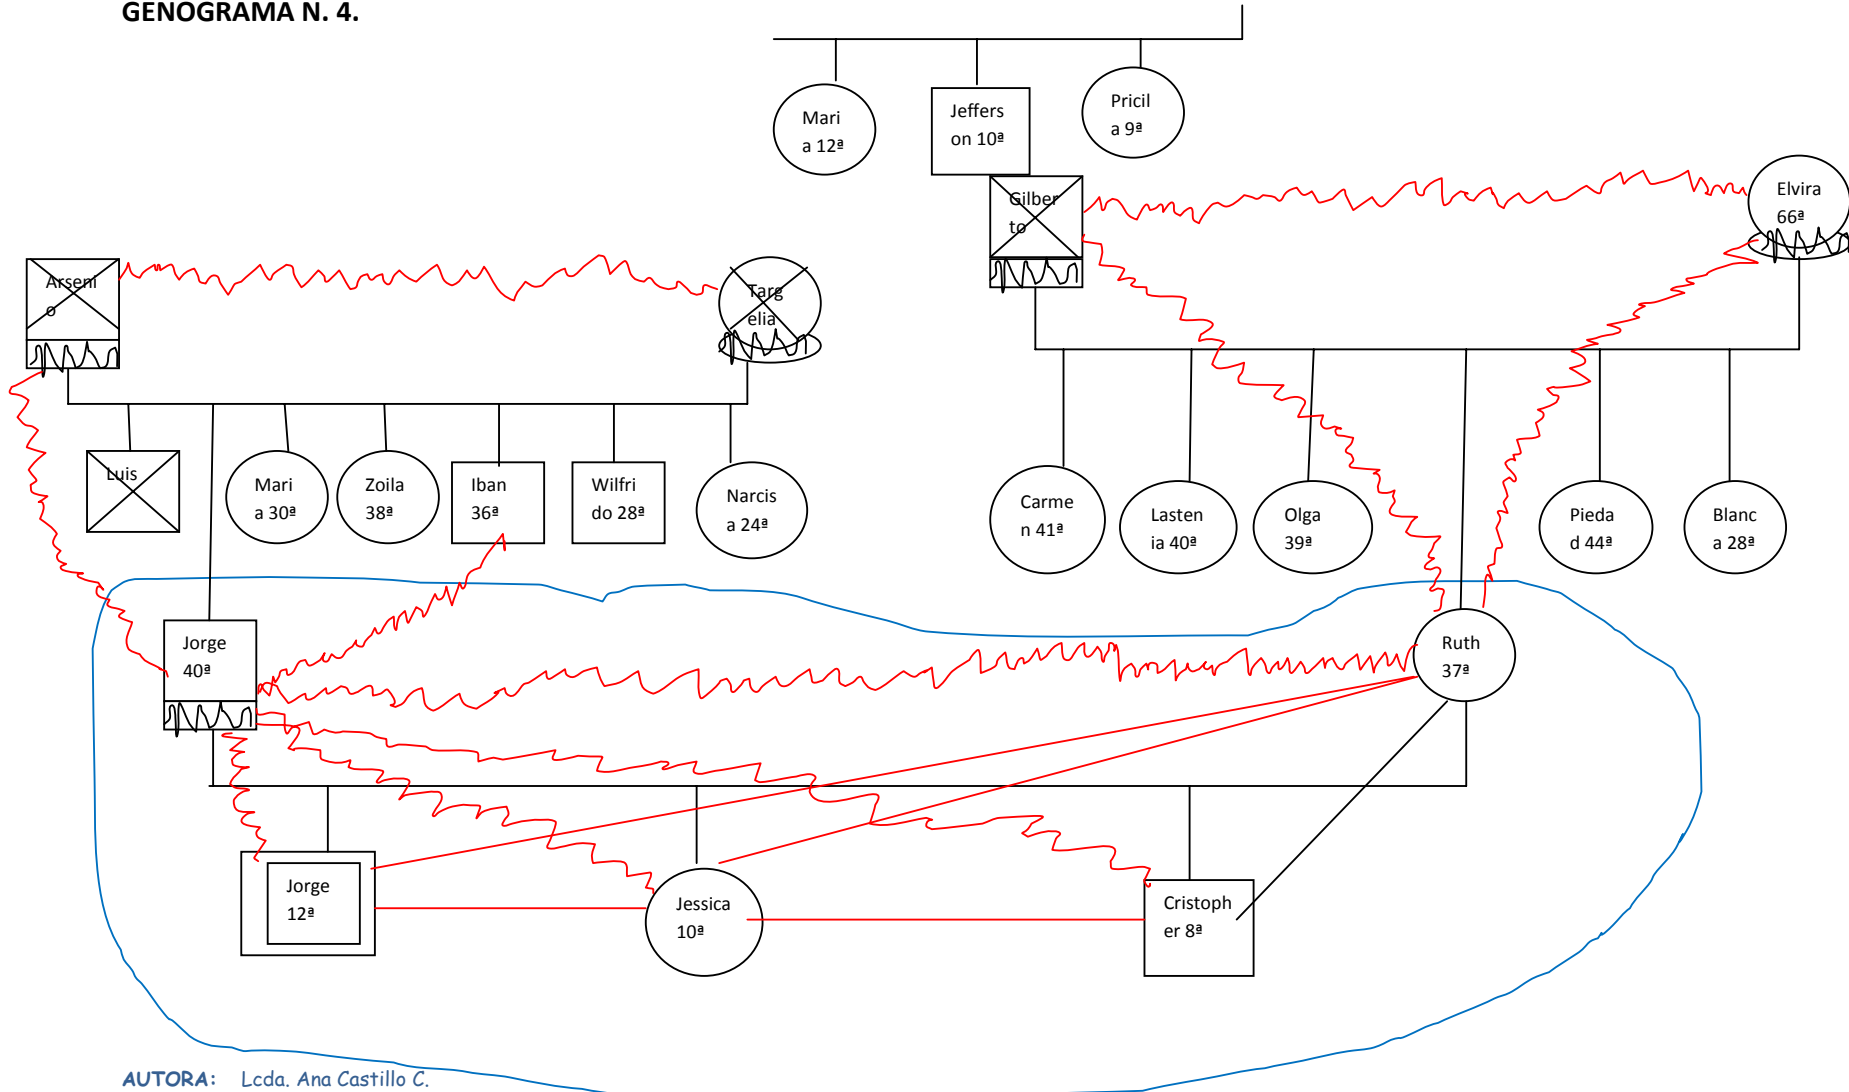 GENOGRAMA N. 4.
Mari
a 12ª
Jeffers
on 10ª
Pricil
a 9ª
Gilber
to
Elvira
66ª
Arseni
o
Targ
elia
Luis
Mari
a 30ª
Zoila
38ª
Iban
36ª
Wilfri
do 28ª
Narcis
a 24ª
Carme
n 41ª
Lasten
ia 40ª
Olga
39ª
Pieda
d 44ª
Blanc
a 28ª
Jorge
40ª
Ruth
37ª
Jorge
12ª
Jessica
10ª
Cristoph
er 8ª
AUTORA: Lcda. Ana Castillo C.